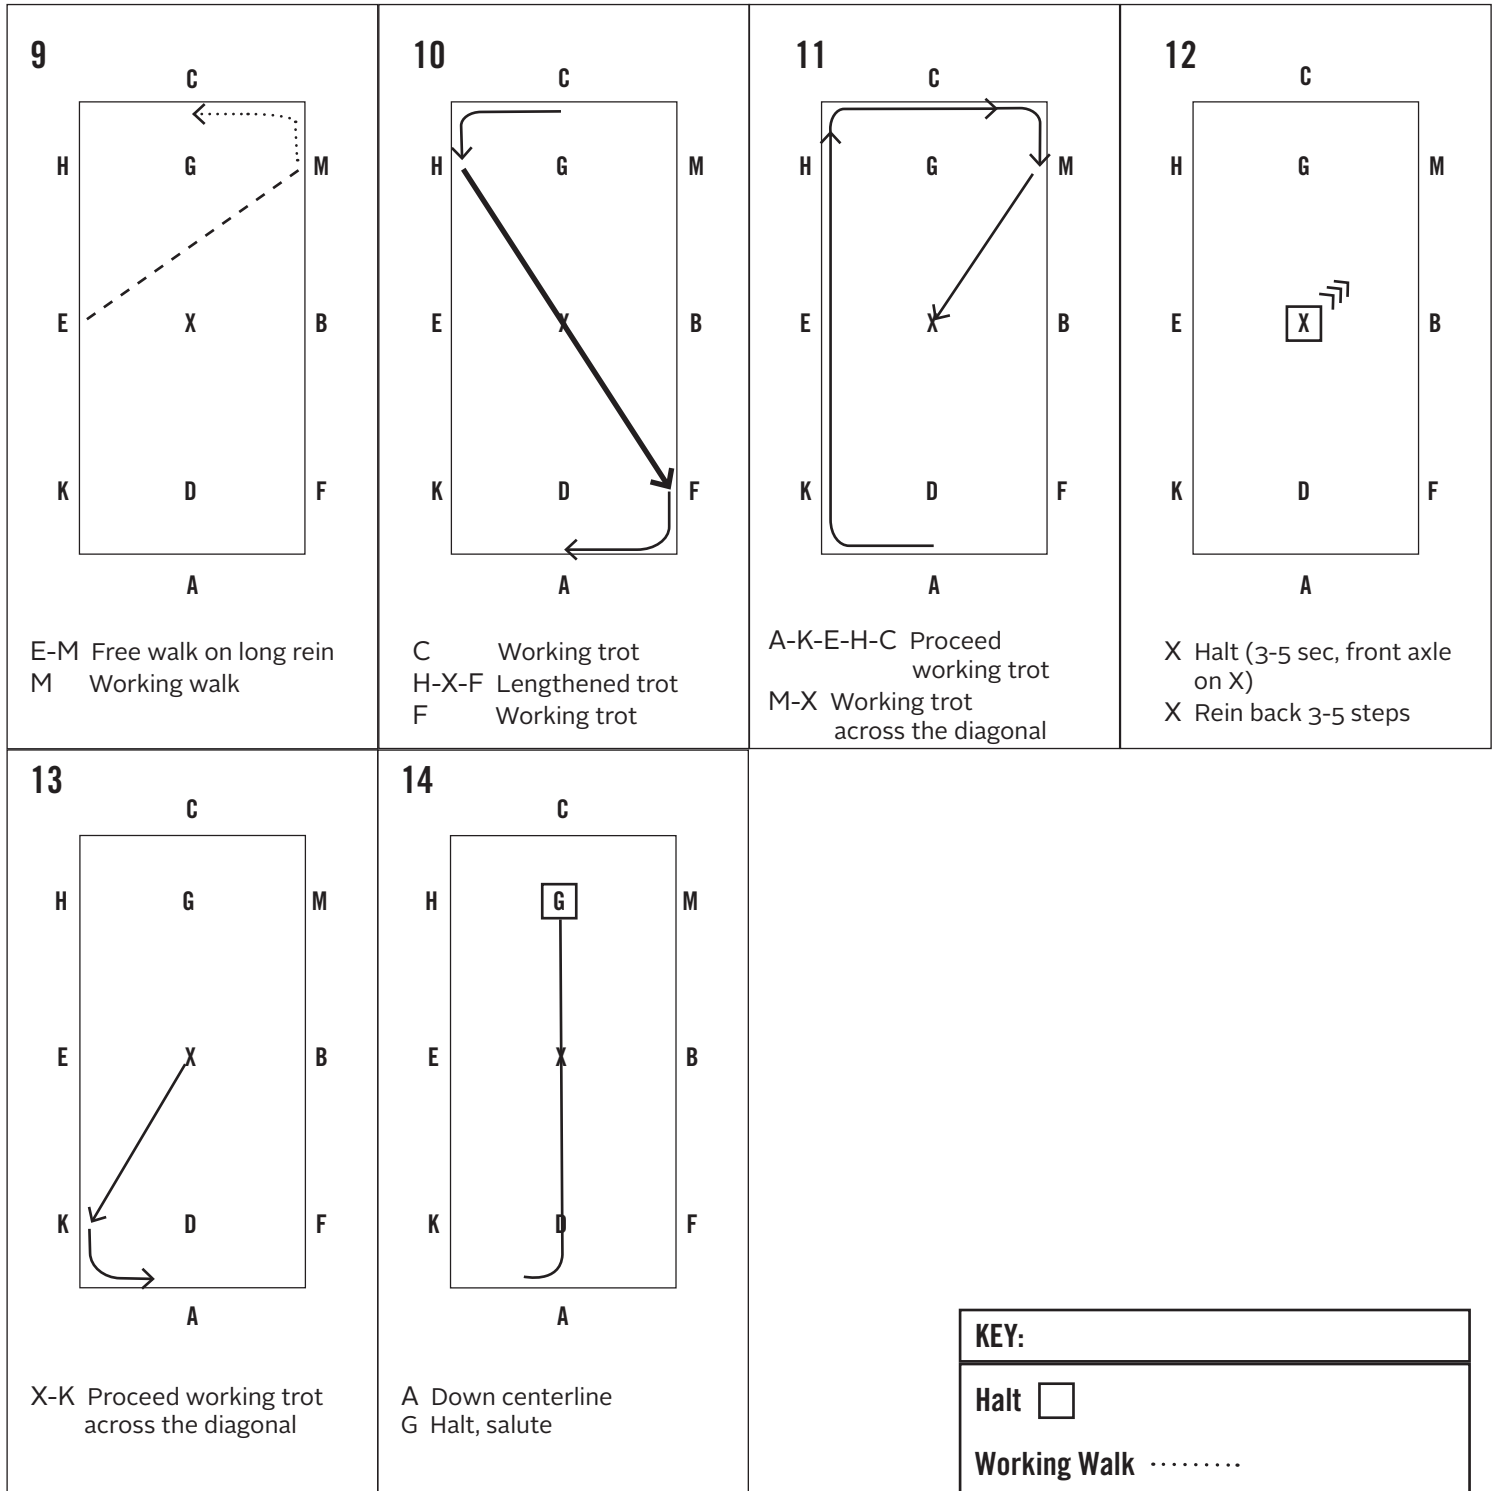 9
C
H G M
E X B
K D F
A
E-M Free walk on long rein
M Working walk
10
C
H G M
E X B
K D F
A
C Working trot
H-X-F Lengthened trot
F Working trot
11
C
H G M
E X B
K D F
A
A-K-E-H-C Proceed
working trot
M-X Working trot
across the diagonal
12
C
H G M
E X B
K D F
A
X Halt (3-5 sec, front axle
on X)
X Rein back 3-5 steps
13
C
H G M
E X B
K D F
A
X-K Proceed working trot
across the diagonal
14
C
H G M
E X B
K D F
A
A Down centerline
G Halt, salute
KEY:
Halt
Working Walk